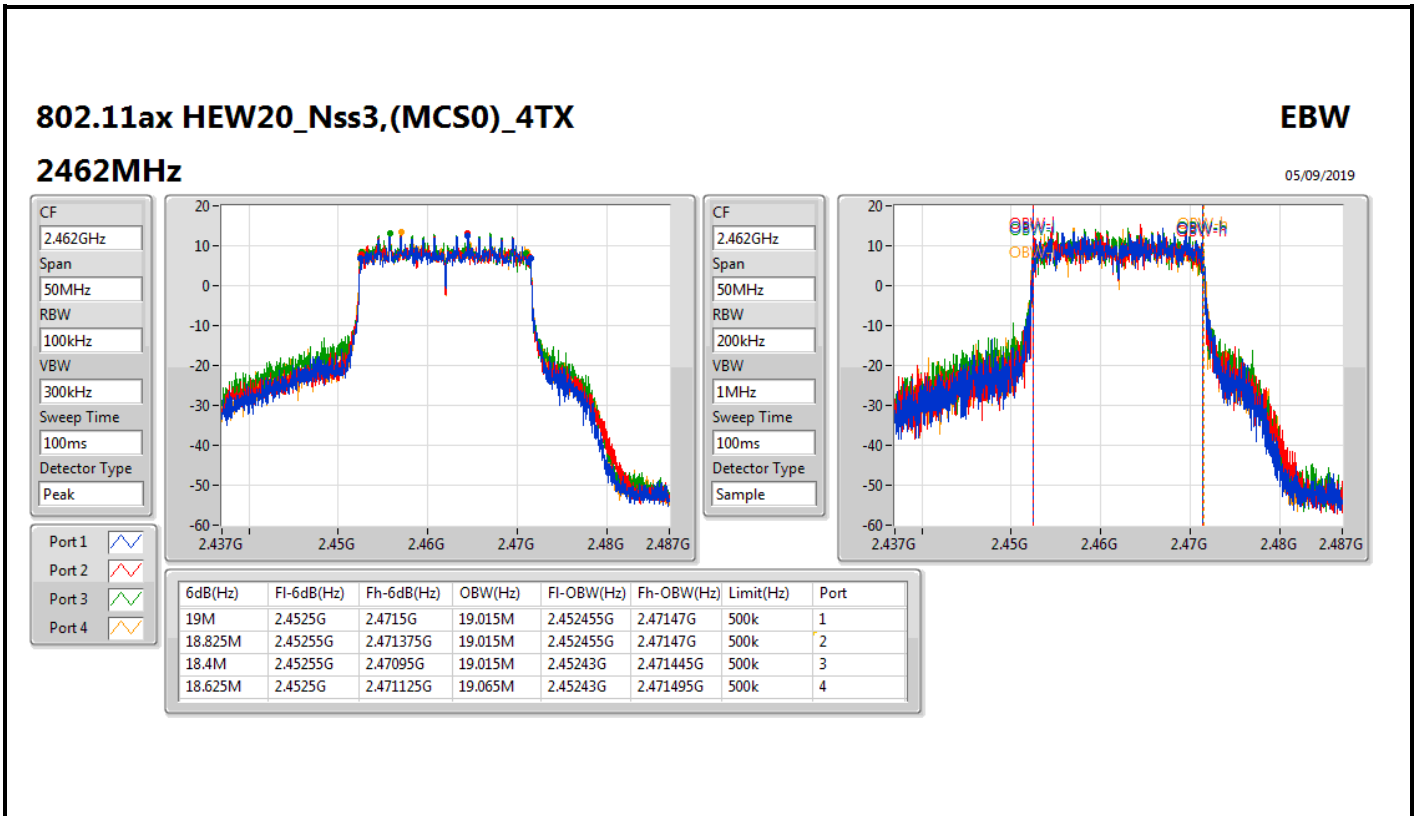 802.11ax HEW20_Nss3,(MCS0)_4TX
EBW
2462MHz
05/09/2019
CF
2.462GHz
Span
50MHz
RBW
100kHz
VBW
300kHz
Sweep Time
100ms
Detector Type
Peak
20
10
0
-10
-20
-30
-40
-50
-60
2.437G 2.45G 2.46G 2.47G 2.48G 2.487G
CF
2.462GHz
Span
50MHz
RBW
200kHz
VBW
1MHz
Sweep Time
100ms
Detector Type
Sample
20
10
0
-10
-20
-30
-40
-50
-60
OBW-l
OBW-h
2.437G 2.45G 2.46G 2.47G 2.48G 2.487G
Port 1
Port 2
Port 3
Port 4
6dB(Hz) Fl-6dB(Hz) Fh-6dB(Hz) OBW(Hz) Fl-OBW(Hz) Fh-OBW(Hz) Limit(Hz) Port
19M 2.4525G 2.4715G 19.015M 2.452455G 2.47147G 500k 1
18.825M 2.45255G 2.471375G 19.015M 2.452455G 2.47147G 500k 2
18.4M 2.45255G 2.47095G 19.015M 2.45243G 2.471445G 500k 3
18.625M 2.4525G 2.471125G 19.065M 2.45243G 2.471495G 500k 4